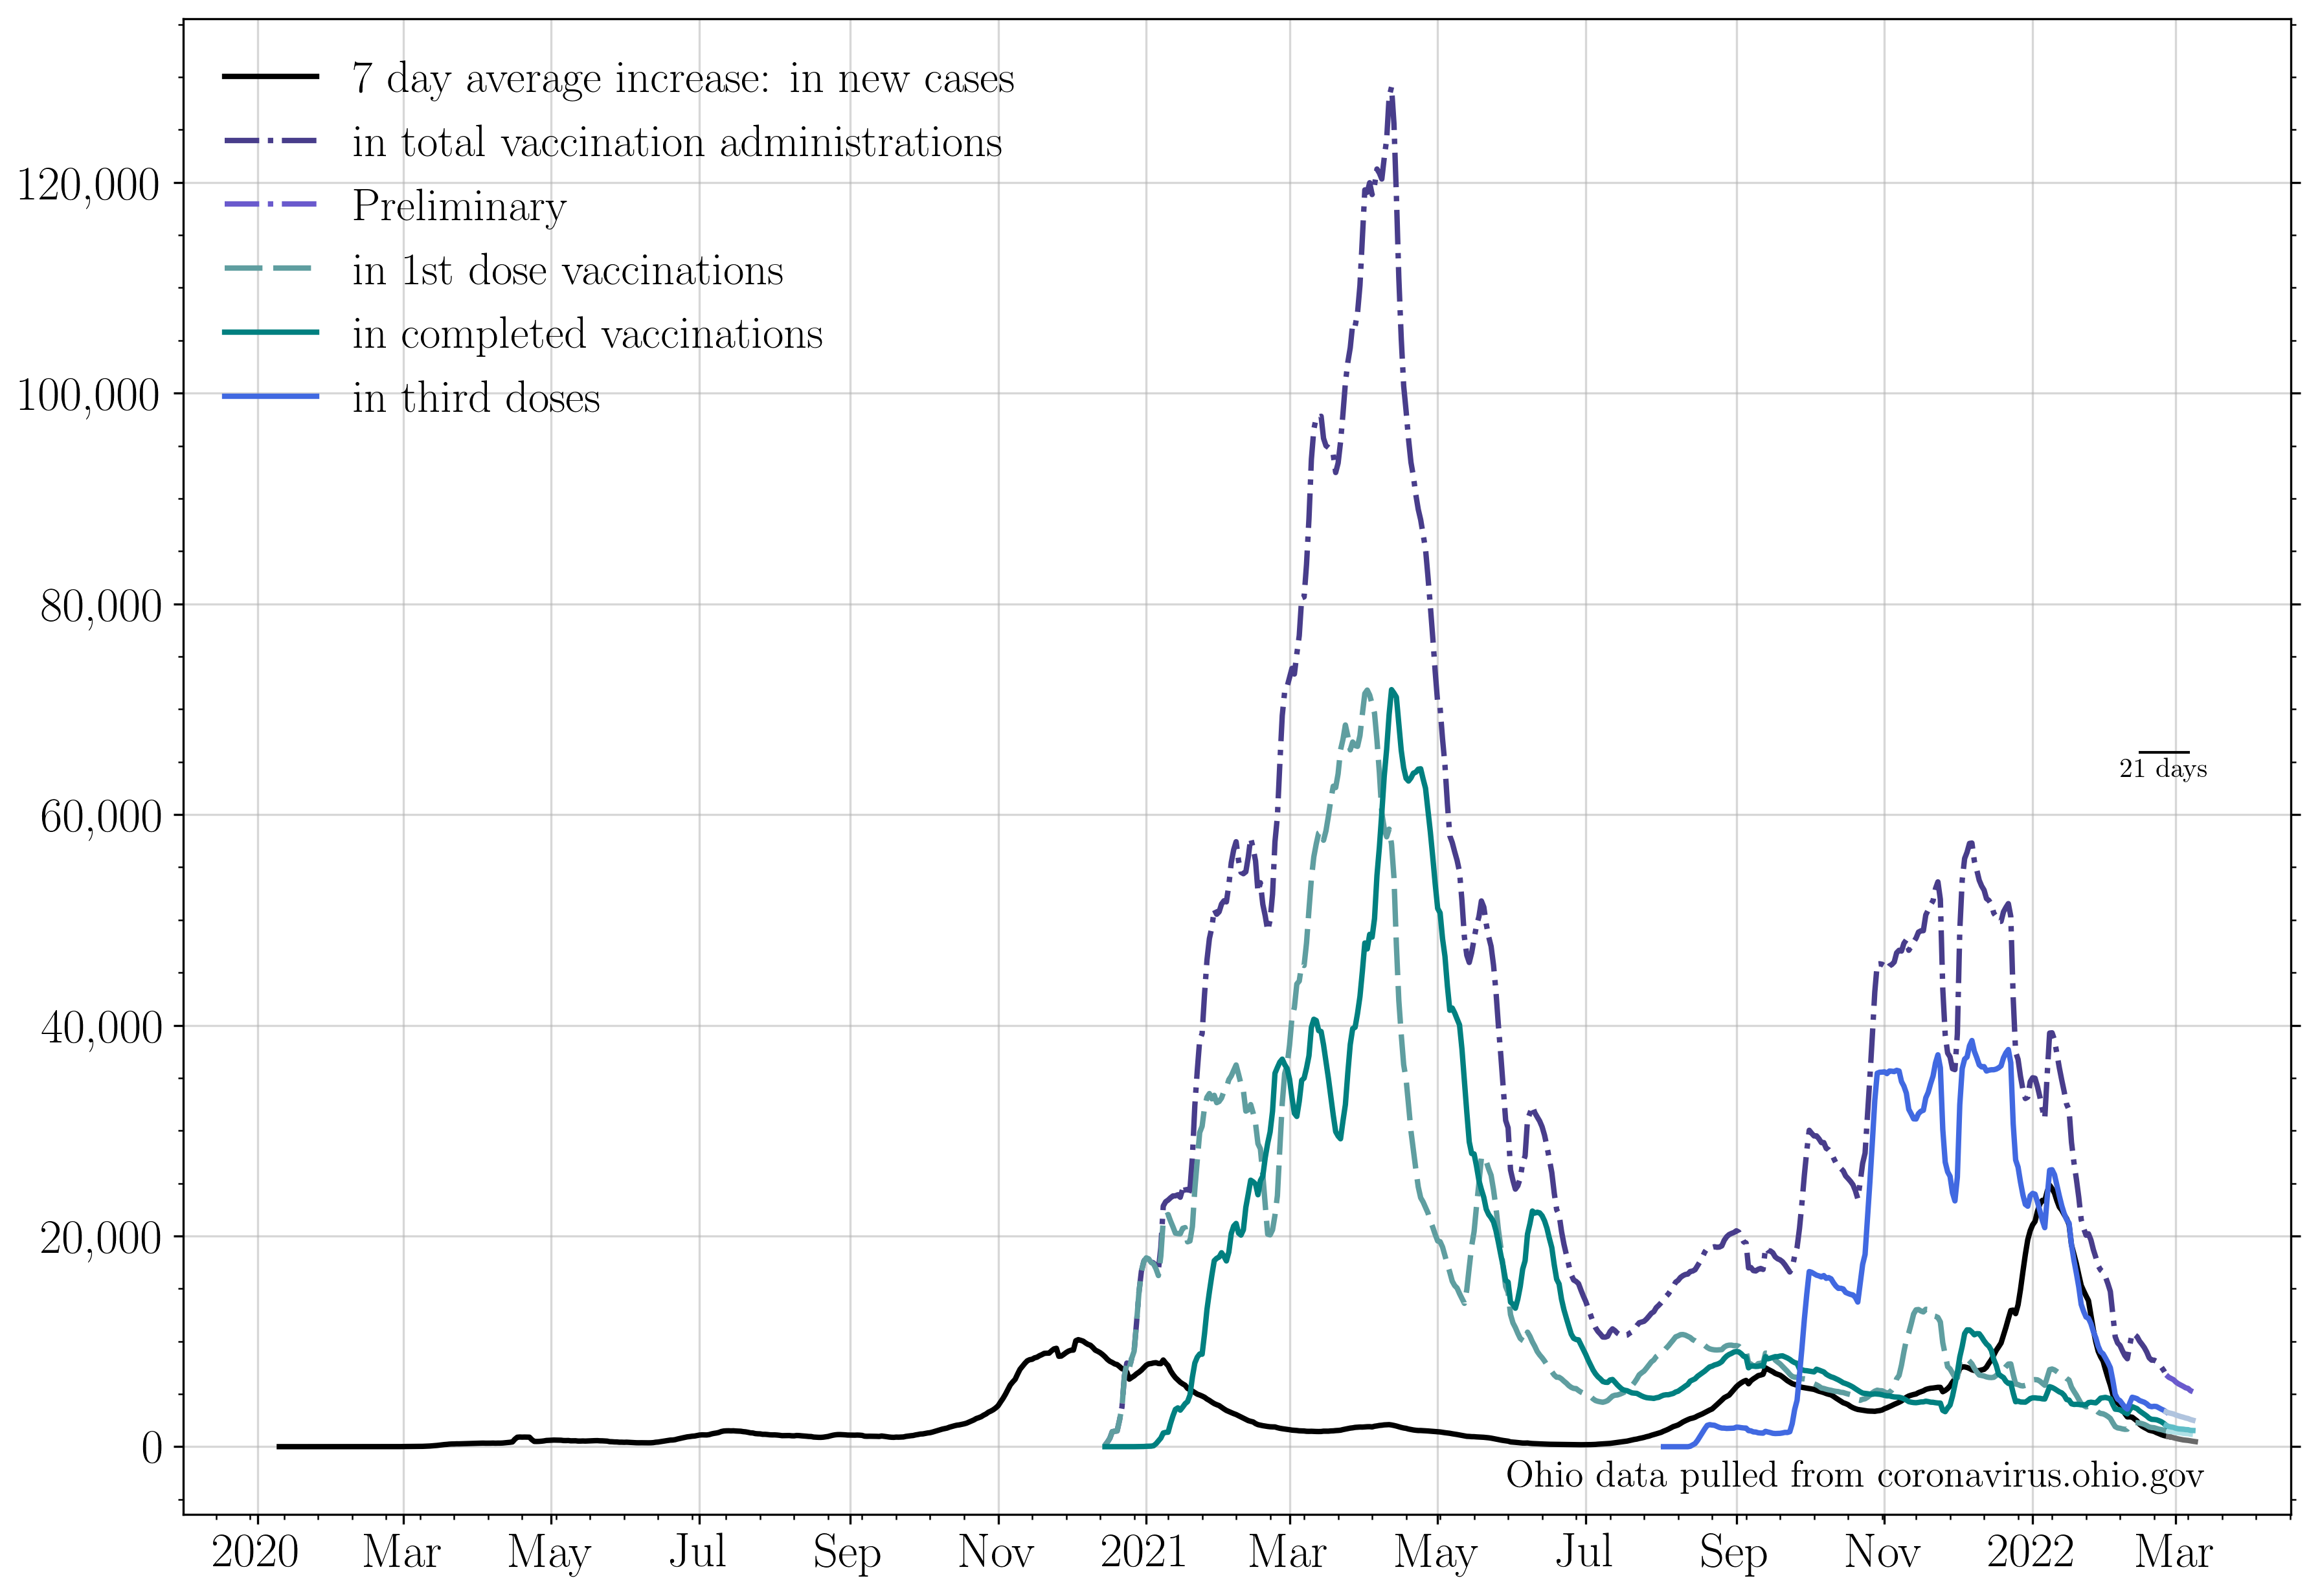 7 day average increase: in new cases
in total vaccination administrations
Preliminary
in 1st dose vaccinations
in completed vaccinations
in third doses
120,000
100,000
80,000
60,000
40,000
20,000
0
21 days
Ohio data pulled from coronavirus.ohio.gov
2020 Mar May Jul Sep Nov 2021 Mar May Jul Sep Nov 2022 Mar